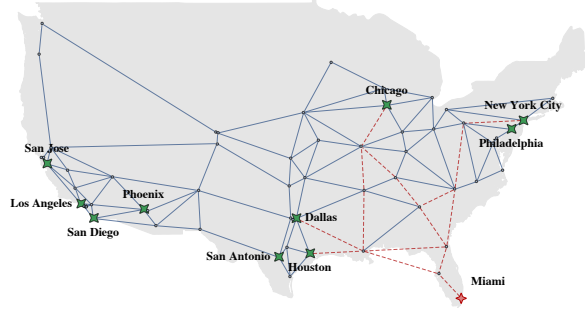 Chicago
New York City
Philadelphia
San Jose
Phoenix
Los Angeles
San Diego
Dallas
San Antonio
Houston
Miami